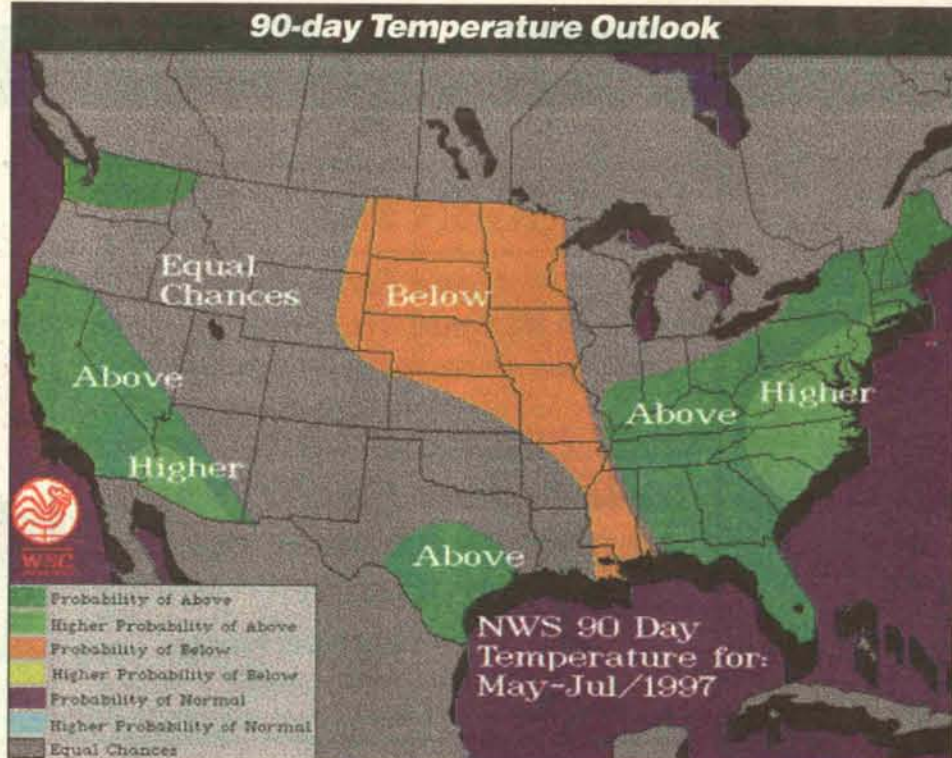 90-day Temperature Outlook
Equal
Chances
Below
Above
Higher
Above
Higher
Above
WSC
NWS 90 Day
Temperature for:
May-Jul/1997
Probability of Above
Higher Probability of Above
Probability of Below
Higher Probability of Below
Probability of Normal
Higher Probability of Normal
Equal Chances